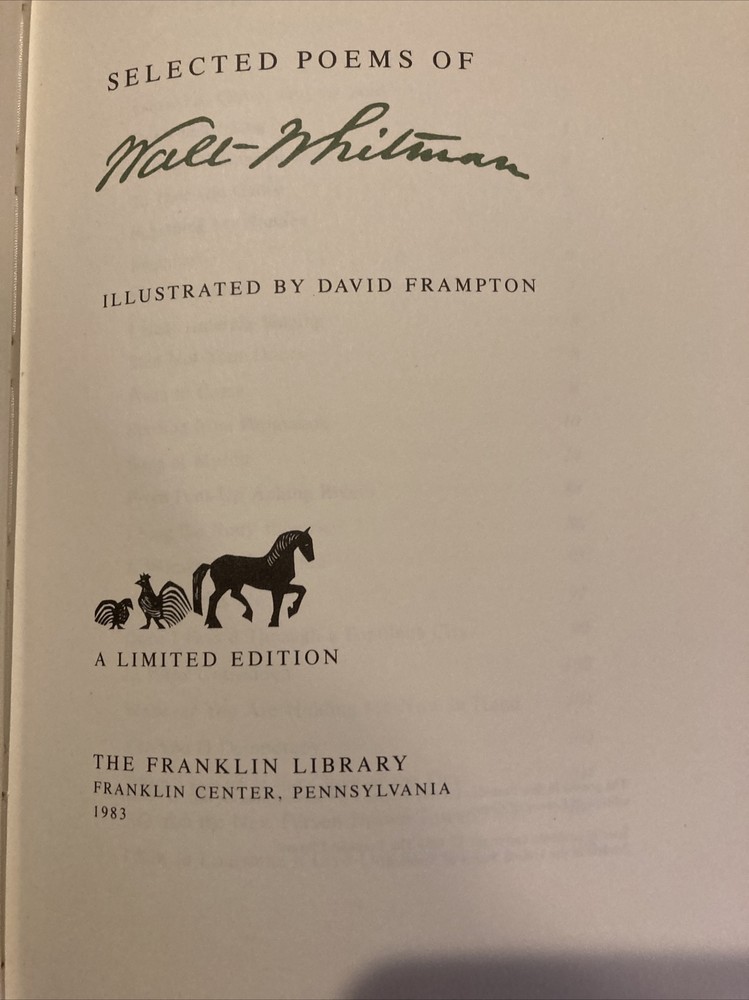 SELECTED POEMS OF
Walt Whitman
ILLUSTRATED BY DAVID FRAMPTON
A LIMITED EDITION
THE FRANKLIN LIBRARY
FRANKLIN CENTER, PENNSYLVANIA
1983